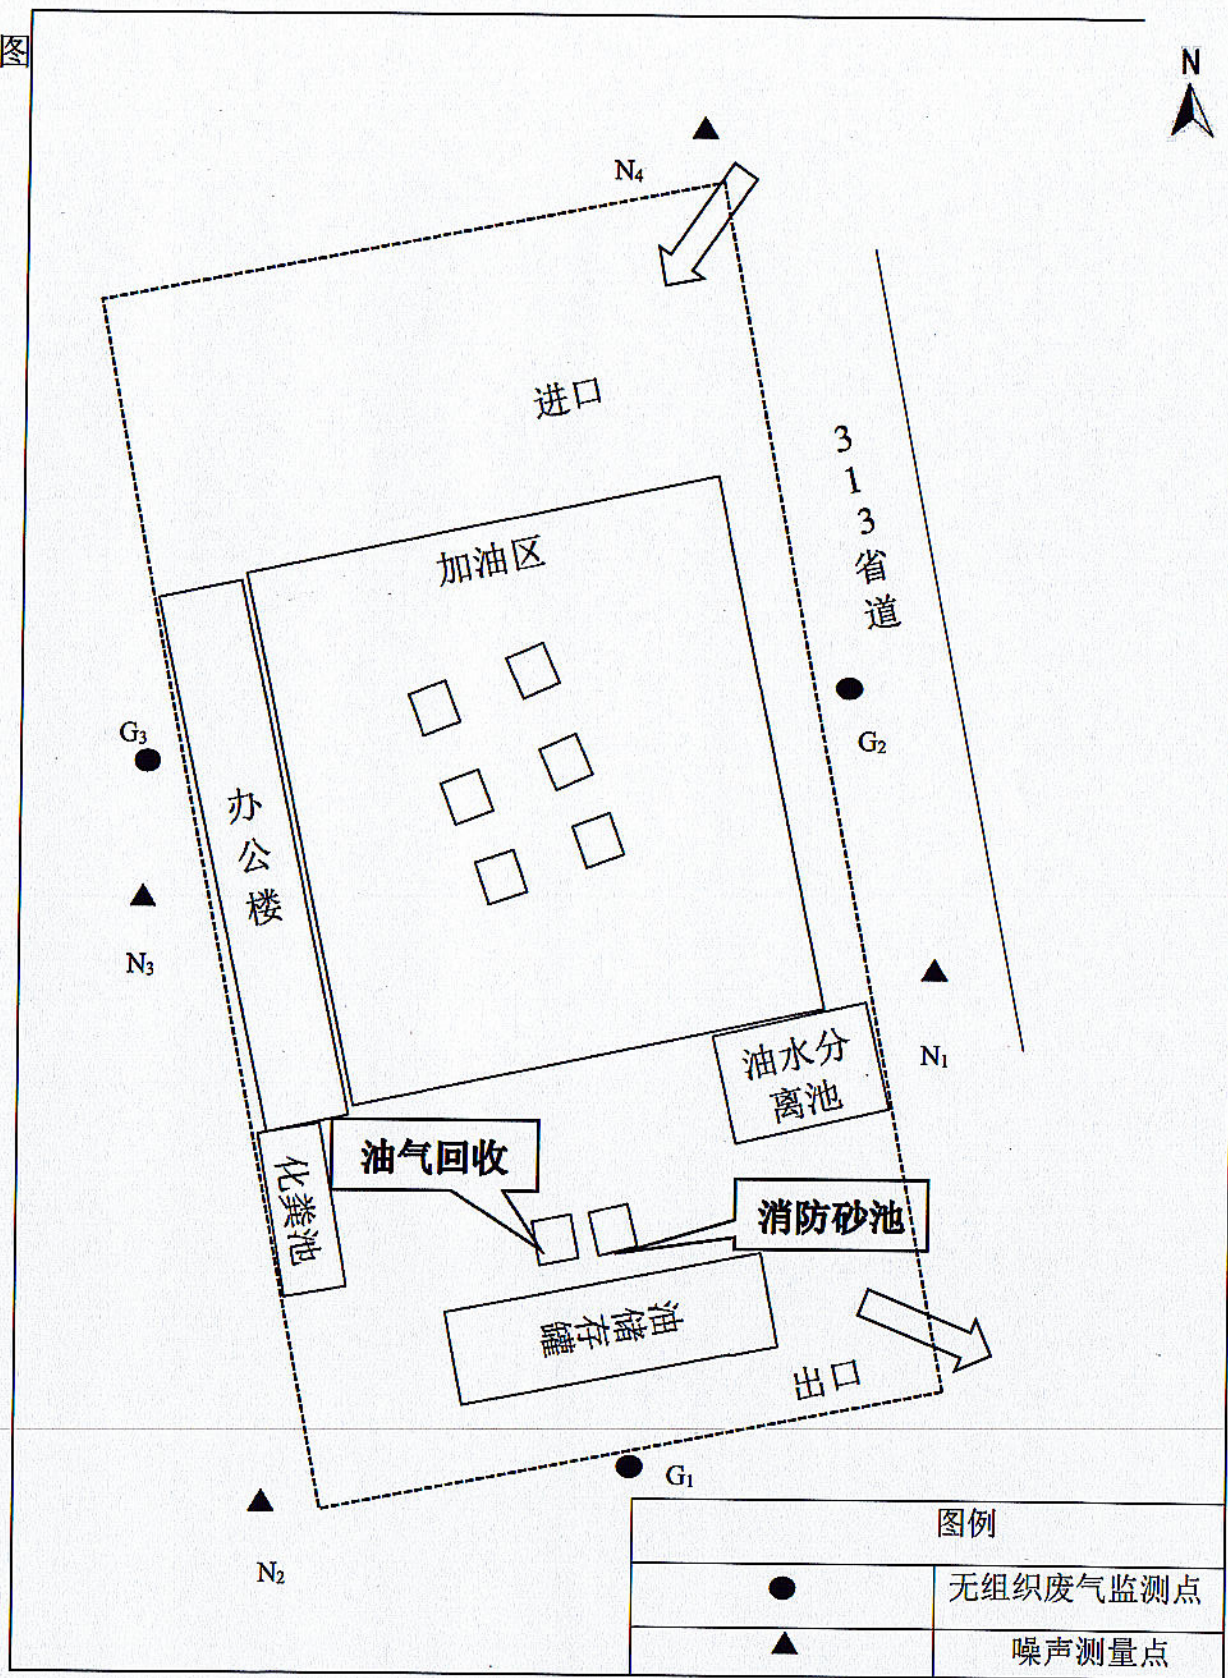 图
N
N₄
进口
313省道
加油区
G₃
G₂
办公楼
N₃
N₁
油水分
离池
油气回收
化粪池
消防砂池
油储存罐
出口
G₁
N₂
图例
无组织废气监测点
噪声测量点